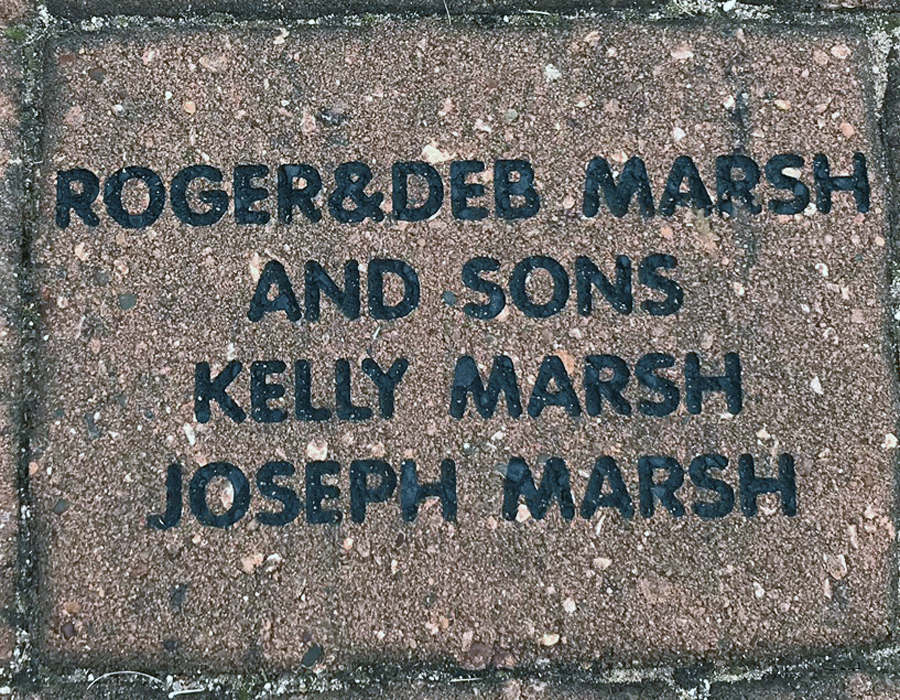 ROGER&DEB MARSH
AND SONS
KELLY MARSH
JOSEPH MARSH